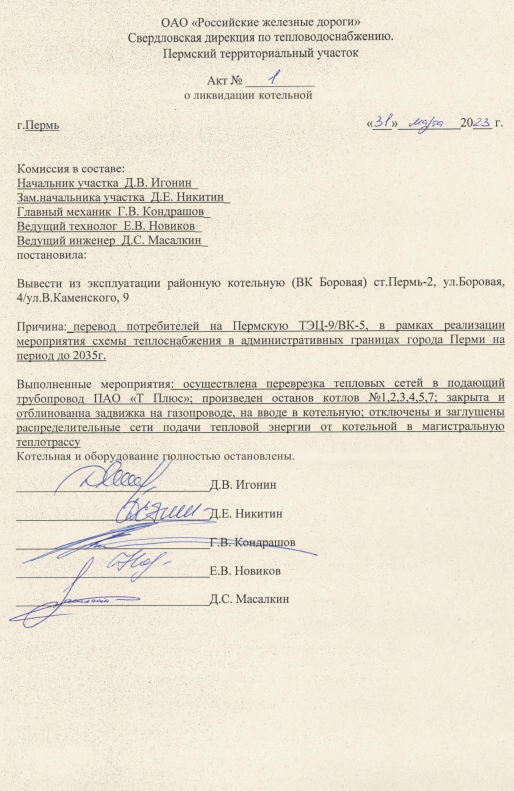 ОАО «Российские железные дороги»
Свердловская дирекция по тепловодоснабжению.
Пермский территориальный участок
Акт № 1
о ликвидации котельной
г.Пермь «31» марта 2023 г.
Комиссия в составе:
Начальник участка Д.В. Игонин
Зам.начальника участка Д.Е. Никитин
Главный механик Г.В. Кондрашов
Ведущий технолог Е.В. Новиков
Ведущий инженер Д.С. Масалкин
постановила:
Вывести из эксплуатации районную котельную (ВК Боровая) ст.Пермь-2, ул.Боровая,
4/ул.В.Каменского, 9
Причина: перевод потребителей на Пермскую ТЭЦ-9/ВК-5, в рамках реализации
мероприятия схемы теплоснабжения в административных границах города Перми на
период до 2035г.
Выполненные мероприятия: осуществлена переврезка тепловых сетей в подающий
трубопровод ПАО «Т Плюс»; произведен останов котлов №1,2,3,4,5,7; закрыта и
отблинованна задвижка на газопроводе, на вводе в котельную; отключены и заглушены
распределительные сети подачи тепловой энергии от котельной в магистральную
теплотрассу
Котельная и оборудование полностью остановлены.
Д.В. Игонин
Д.Е. Никитин
Г.В. Кондрашов
Е.В. Новиков
Д.С. Масалкин